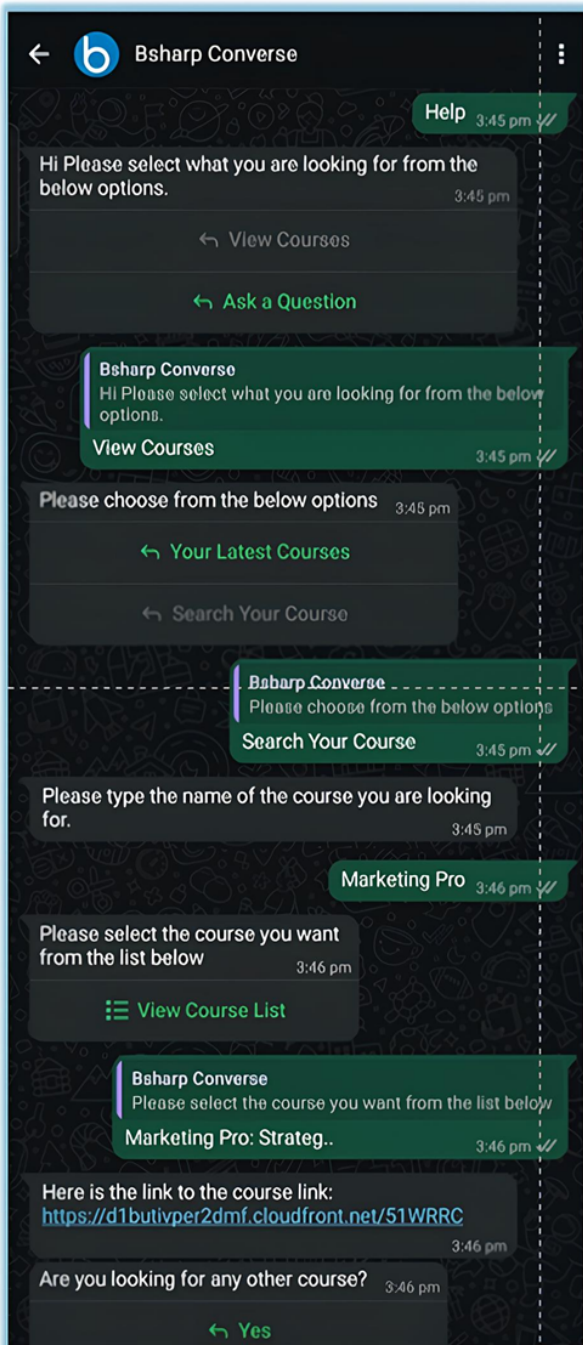 Bsharp Converse
Help 3:45 pm
Hi Please select what you are looking for from the
below options.
3:45 pm
View Courses
Ask a Question
Bsharp Converse
Hi Please select what you are looking for from the below
options.
View Courses
3:45 pm
Please choose from the below options 3:45 pm
Your Latest Courses
Search Your Course
Bsharp Converse
Please choose from the below options
Search Your Course 3:45 pm
Please type the name of the course you are looking
for.
3:45 pm
Marketing Pro 3:46 pm
Please select the course you want
from the list below 3:46 pm
View Course List
Bsharp Converse
Please select the course you want from the list below
Marketing Pro: Strateg.. 3:46 pm
Here is the link to the course link:
https://d1butivper2dmf.cloudfront.net/51WRRC
3:46 pm
Are you looking for any other course? 3:46 pm
Yes